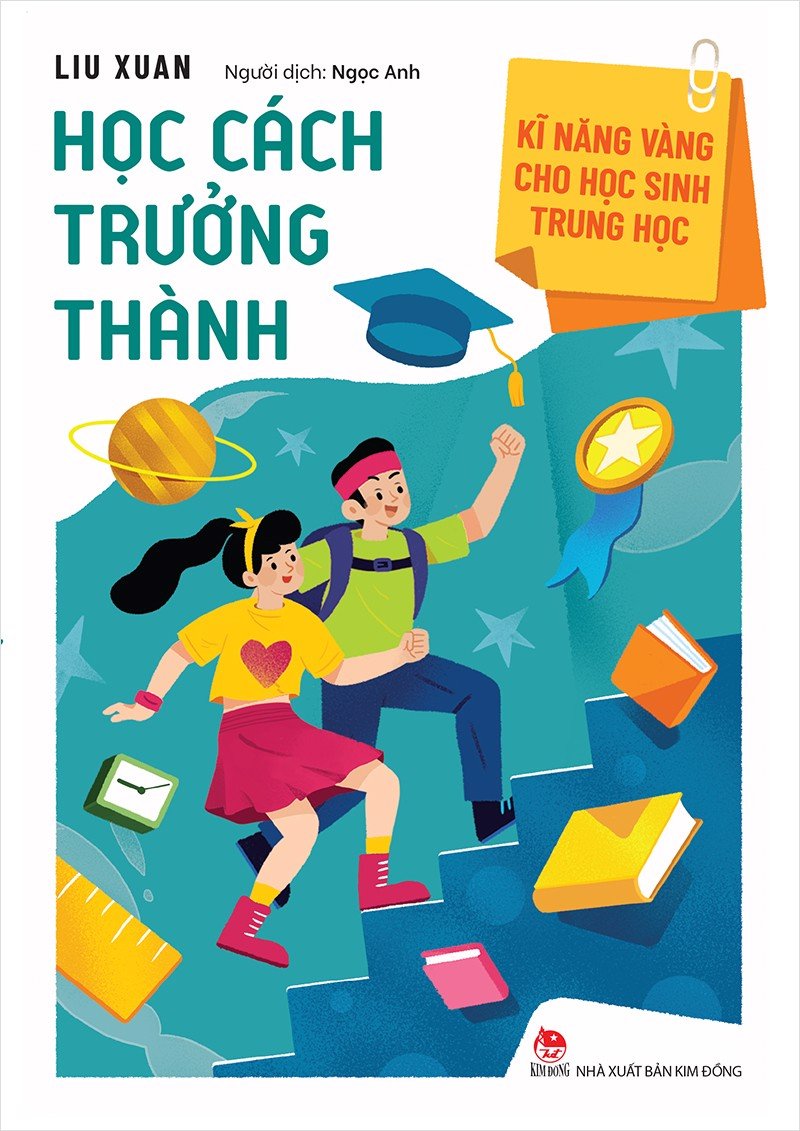 LIU XUAN
Người dịch: Ngọc Anh
HỌC CÁCH
TRƯỞNG
THÀNH
KĨ NĂNG VÀNG
CHO HỌC SINH
TRUNG HỌC
KIM ĐỒNG
NHÀ XUẤT BẢN KIM ĐỒNG